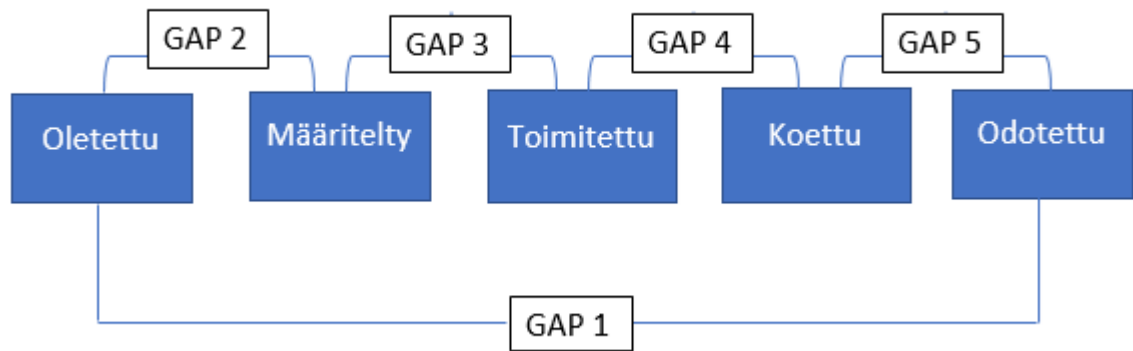 GAP 2
GAP 3
GAP 4
GAP 5
Oletettu
Määritelty
Toimitettu
Koettu
Odotettu
GAP 1